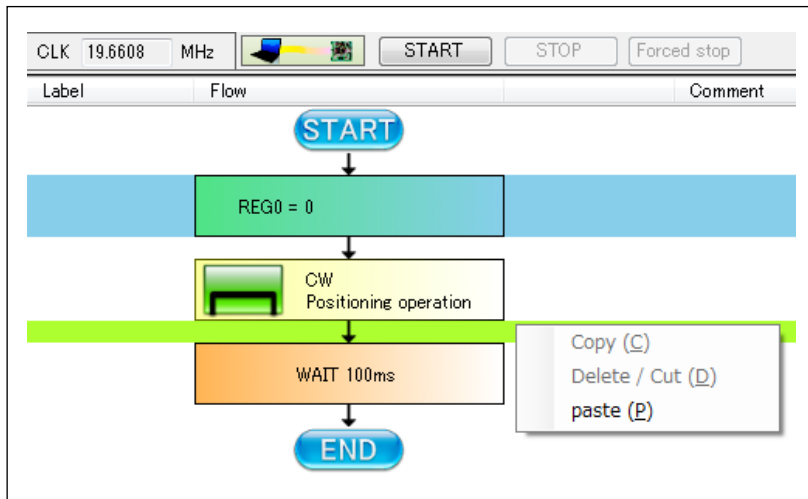 CLK 19.6608 MHz START STOP Forced stop
Label Flow Comment
START
REG0 = 0
CW
Positioning operation
Copy (C)
Delete / Cut (D)
WAIT 100ms
paste (P)
END